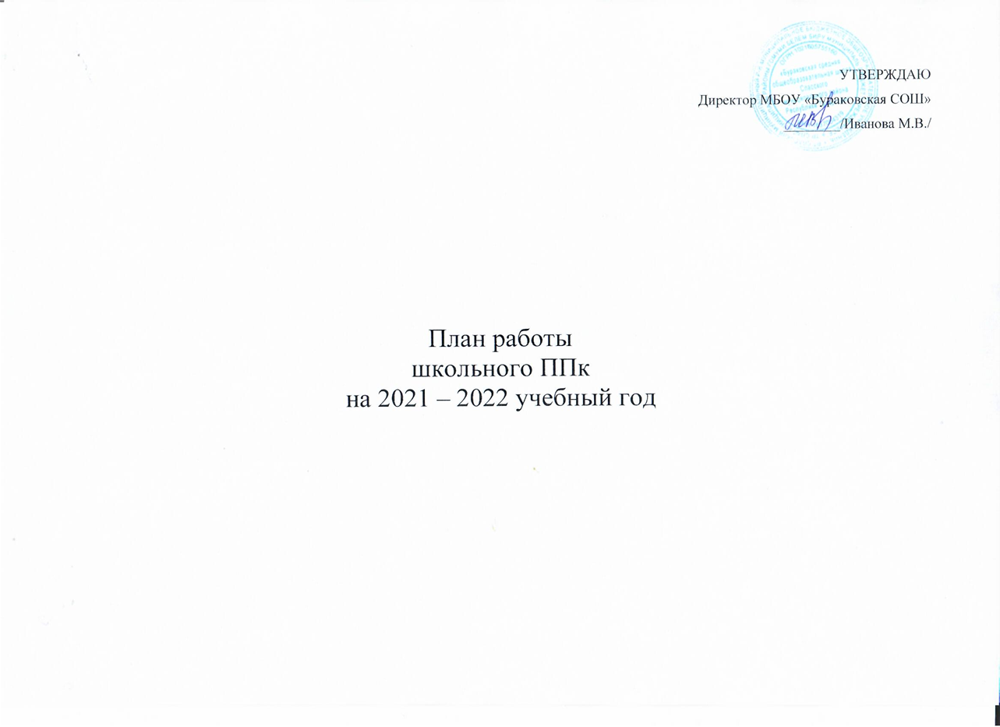 УТВЕРЖДАЮ
Директор МБОУ «Бураковская СОШ»
/Иванова М.В./
План работы
школьного ППк
на 2021 – 2022 учебный год